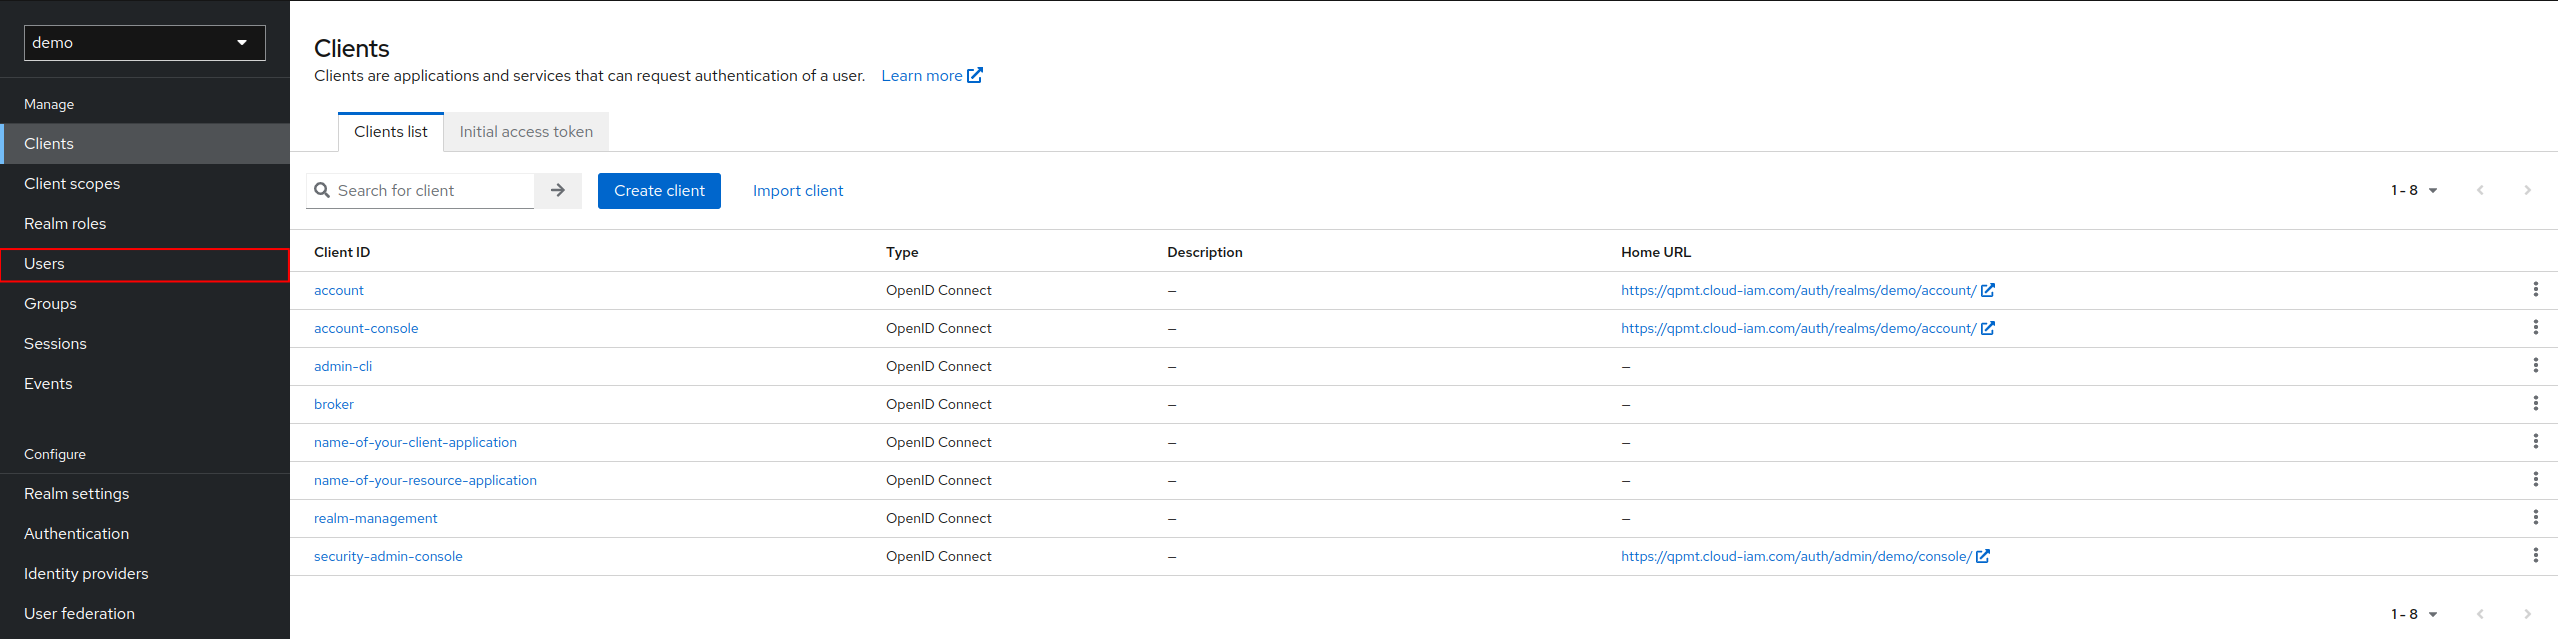 demo
Manage
Clients
Client scopes
Realm roles
Users
Groups
Sessions
Events
Configure
Realm settings
Authentication
Identity providers
User federation
Clients
Clients are applications and services that can request authentication of a user. Learn more
Clients list Initial access token
Search for client Create client Import client 1 - 8
Client ID Type Description Home URL
account OpenID Connect – https://qpmt.cloud-iam.com/auth/realms/demo/account/
account-console OpenID Connect – https://qpmt.cloud-iam.com/auth/realms/demo/account/
admin-cli OpenID Connect – –
broker OpenID Connect – –
name-of-your-client-application OpenID Connect – –
name-of-your-resource-application OpenID Connect – –
realm-management OpenID Connect – –
security-admin-console OpenID Connect – https://qpmt.cloud-iam.com/auth/admin/demo/console/
1 - 8